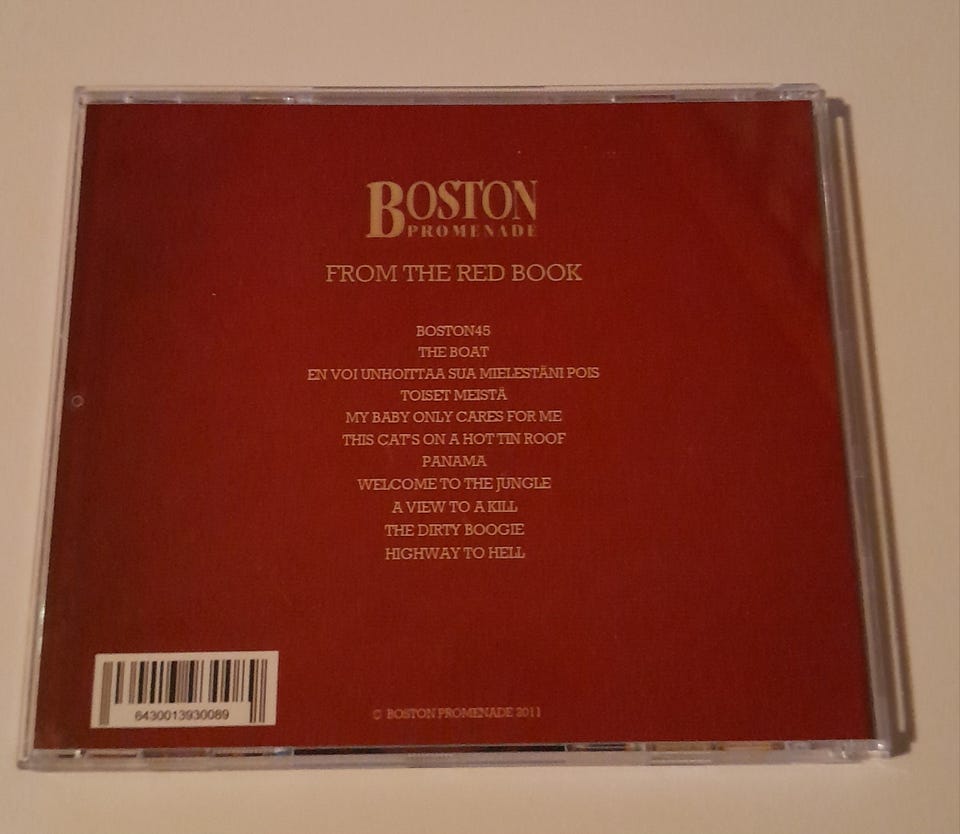 BOSTON
PROMENADE
FROM THE RED BOOK
BOSTON45
THE BOAT
EN VOI UNHOITTAA SUA MIELESTÄNI POIS
TOISET MEISTÄ
MY BABY ONLY CARES FOR ME
THIS CAT'S ON A HOT TIN ROOF
PANAMA
WELCOME TO THE JUNGLE
A VIEW TO A KILL
THE DIRTY BOOGIE
HIGHWAY TO HELL
6430013930089
© BOSTON PROMENADE 2011